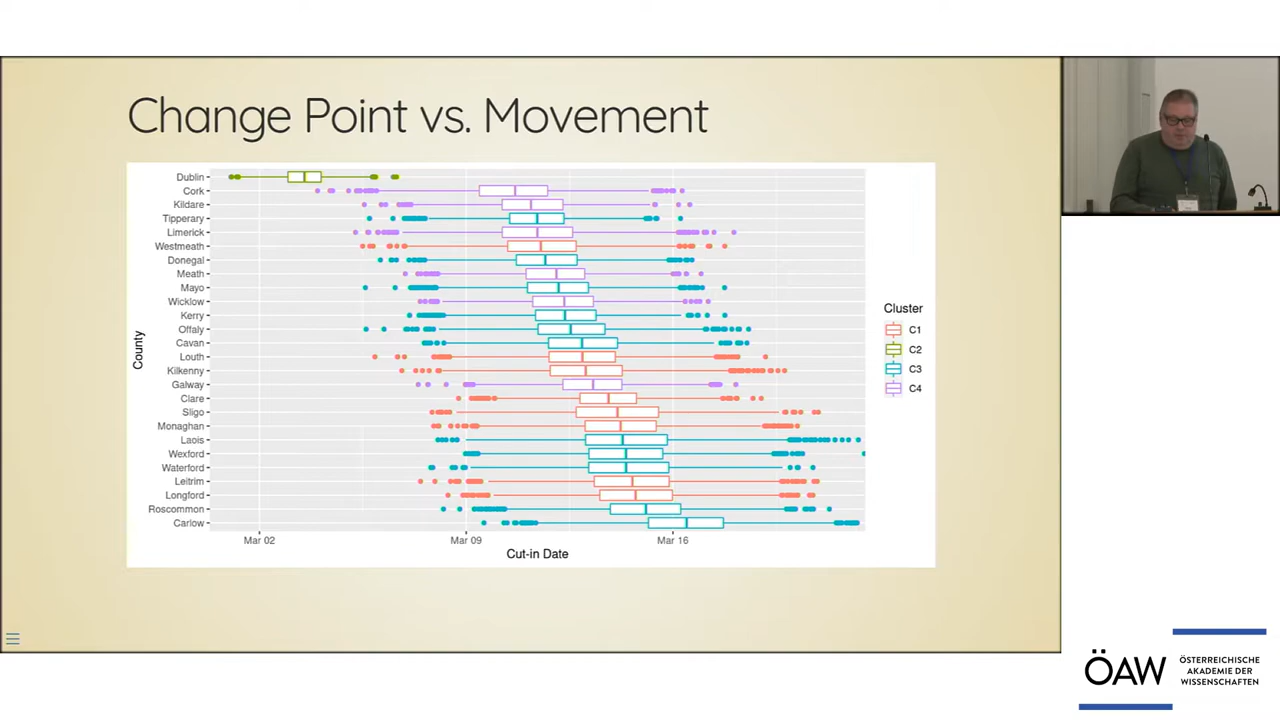 Change Point vs. Movement
Dublin
Cork
Kildare
Tipperary
Limerick
Westmeath
Donegal
Meath
Mayo
Wicklow
Kerry
Offaly
Cavan
Louth
Kilkenny
Galway
Clare
Sligo
Monaghan
Laois
Wexford
Waterford
Leitrim
Longford
Roscommon
Carlow
County
Mar 02
Mar 09
Mar 16
Cut-in Date
Cluster
C1
C2
C3
C4
ÖAW
ÖSTERREICHISCHE
AKADEMIE DER
WISSENSCHAFTEN